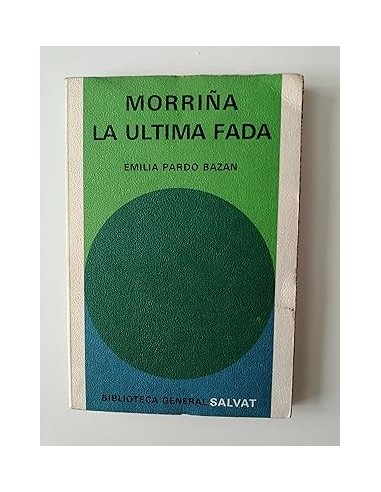 MORRIÑA
LA ULTIMA FADA
EMILIA PARDO BAZAN
BIBLIOTECA GENERAL SALVAT